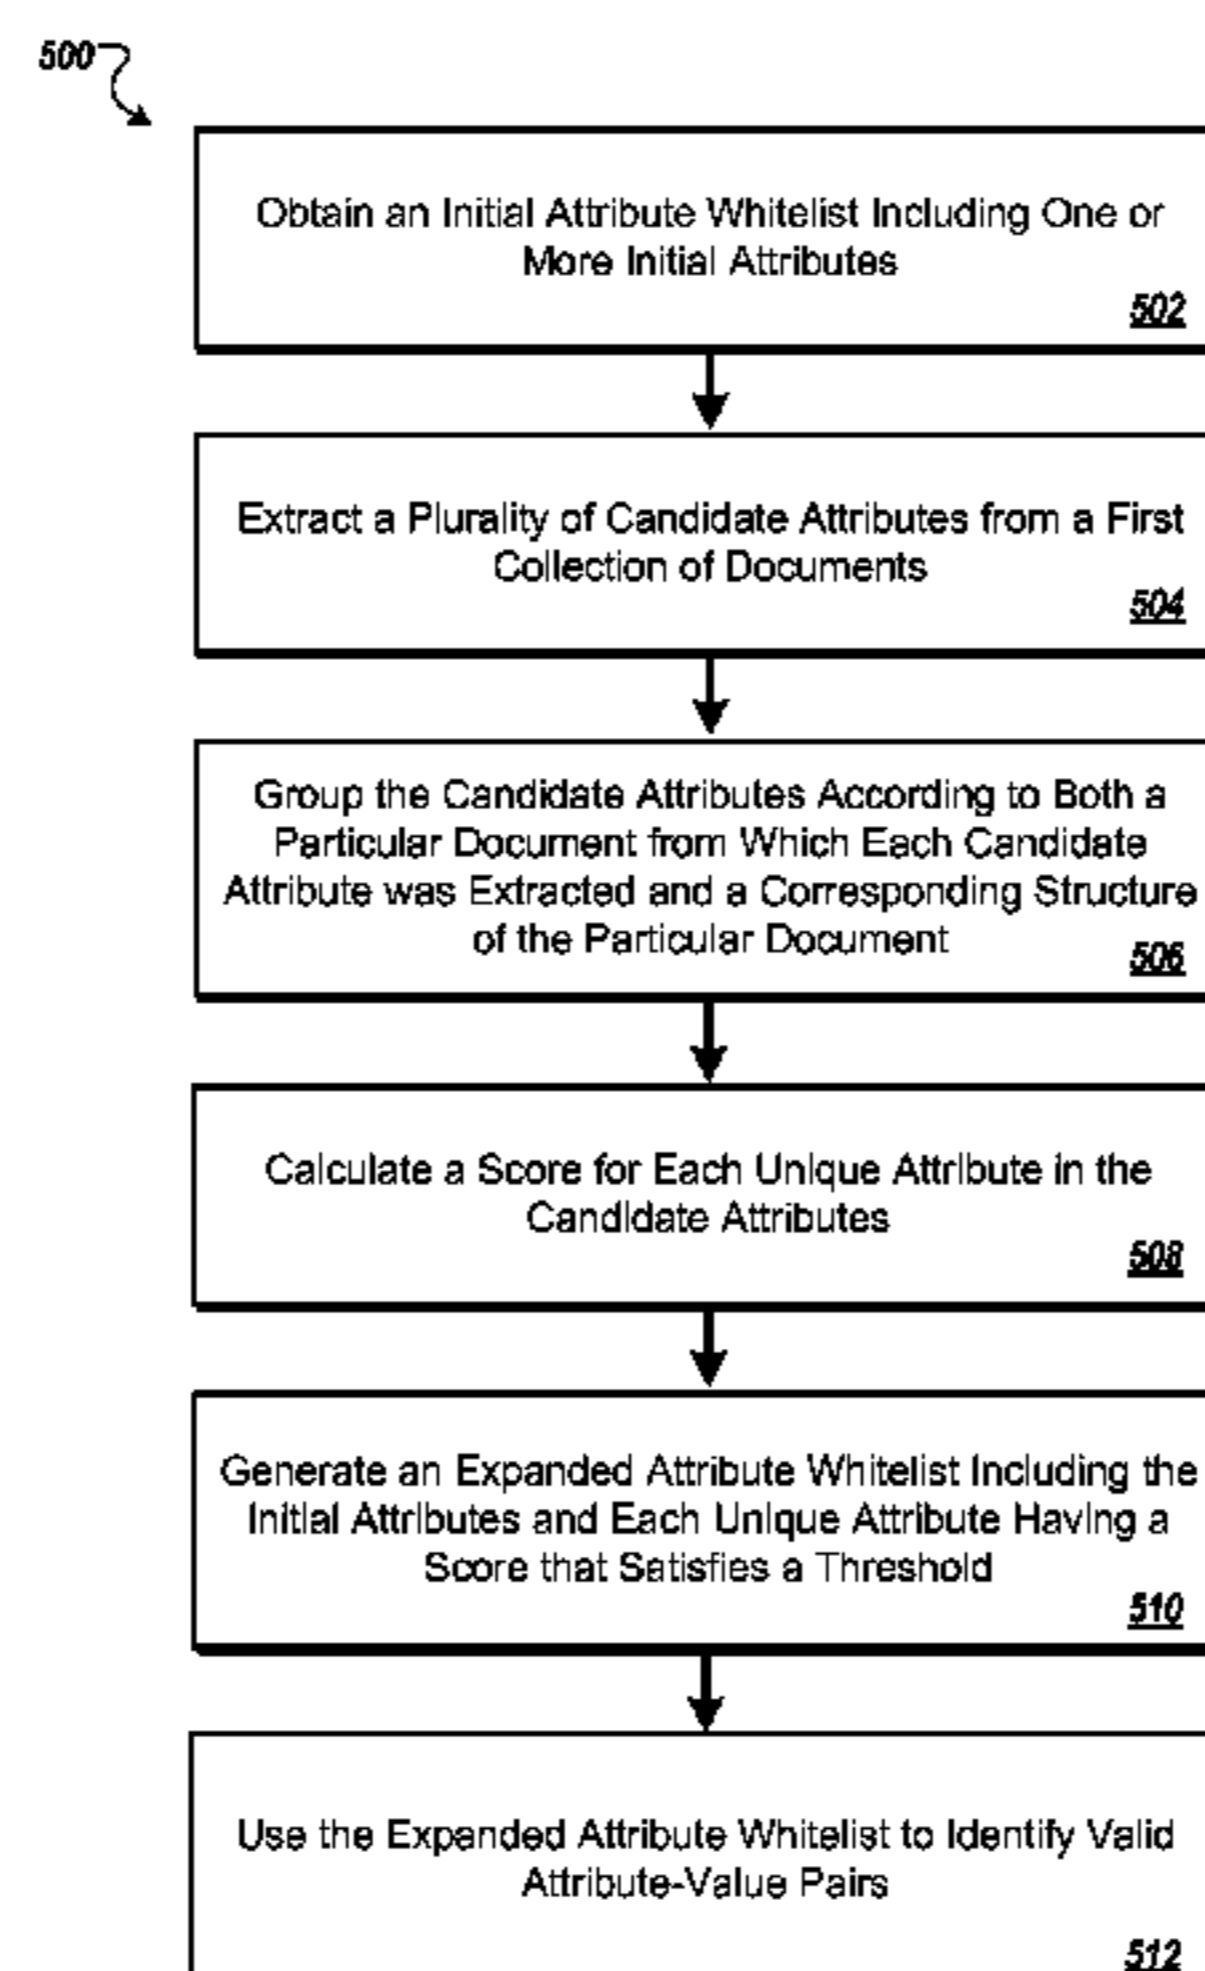 500
Obtain an Initial Attribute Whitelist Including One or
More Initial Attributes
502
Extract a Plurality of Candidate Attributes from a First
Collection of Documents
504
Group the Candidate Attributes According to Both a
Particular Document from Which Each Candidate
Attribute was Extracted and a Corresponding Structure
of the Particular Document
506
Calculate a Score for Each Unique Attribute in the
Candidate Attributes
508
Generate an Expanded Attribute Whitelist Including the
Initial Attributes and Each Unique Attribute Having a
Score that Satisfies a Threshold
510
Use the Expanded Attribute Whitelist to Identify Valid
Attribute-Value Pairs
512